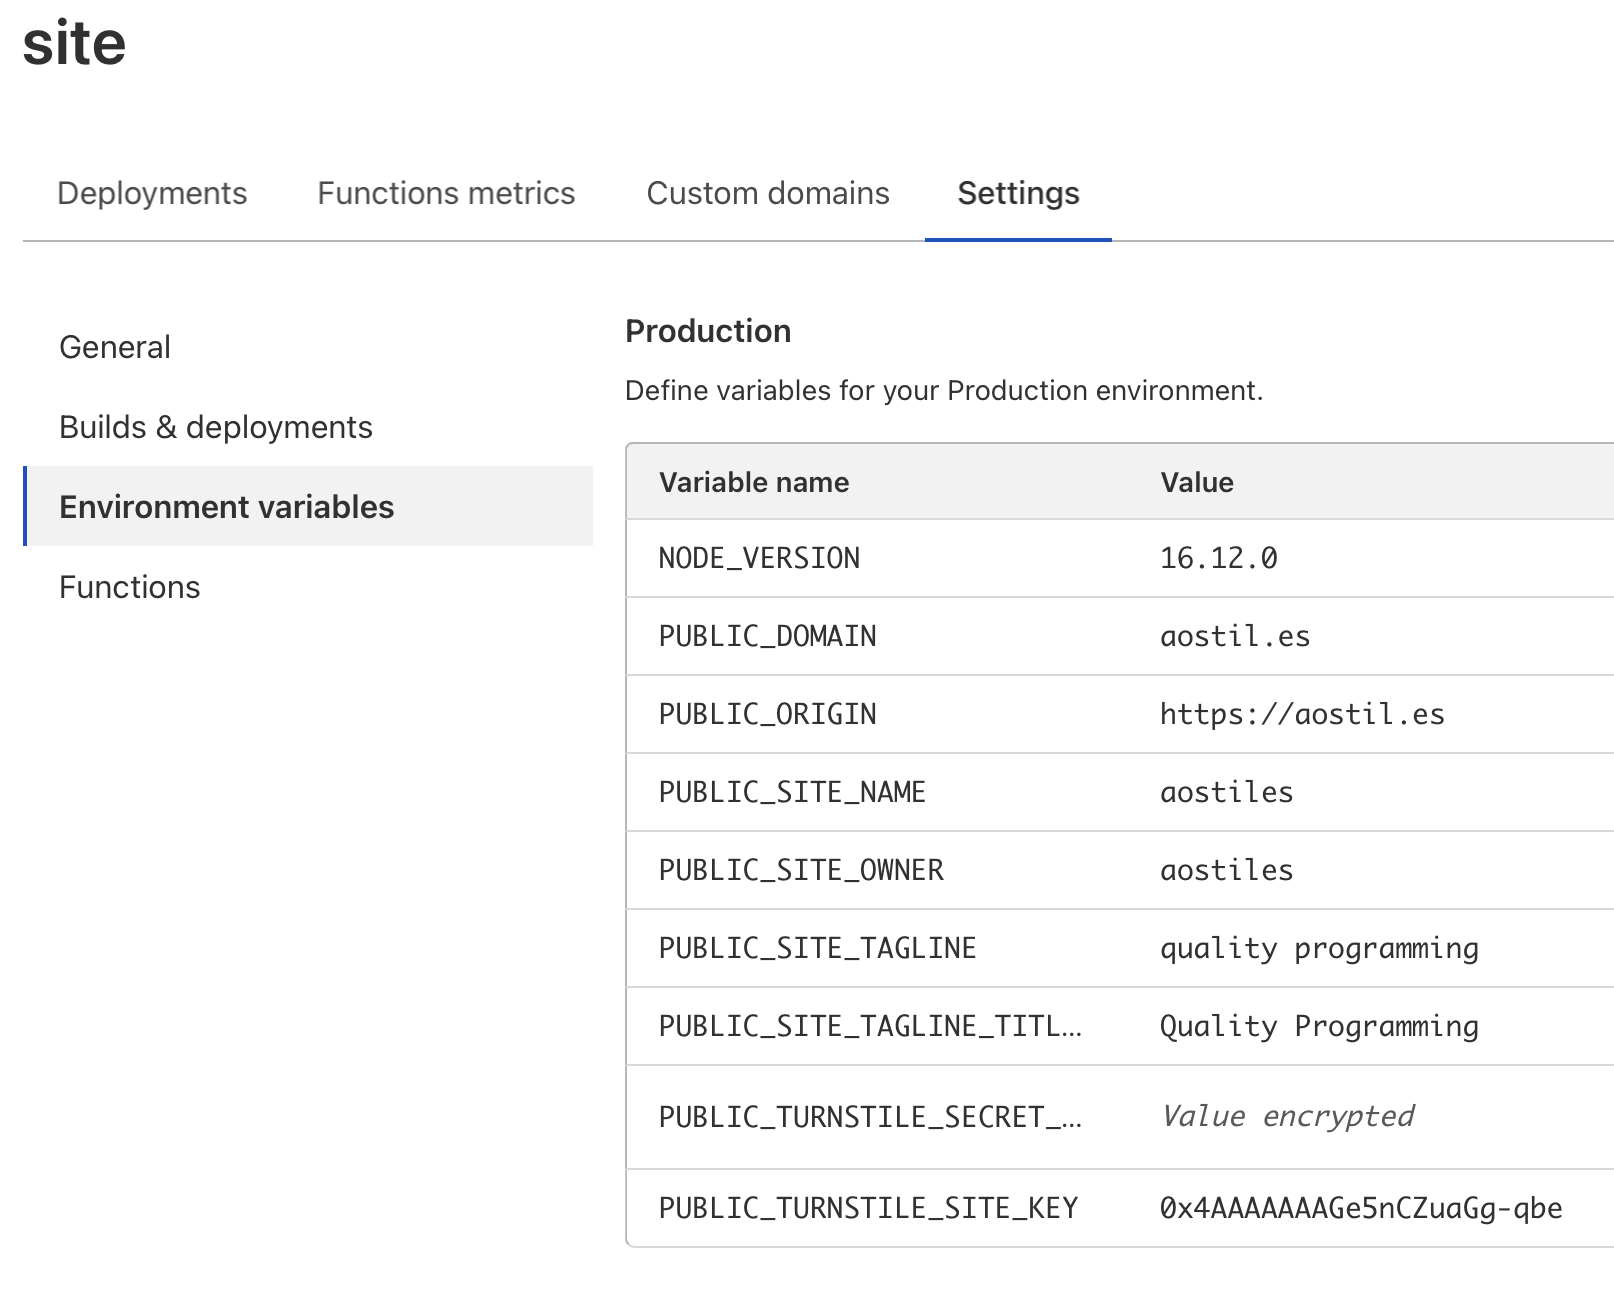 site
Deployments Functions metrics Custom domains Settings
General
Builds & deployments
Environment variables
Functions
Production
Define variables for your Production environment.
Variable name Value
NODE_VERSION 16.12.0
PUBLIC_DOMAIN aostil.es
PUBLIC_ORIGIN https://aostil.es
PUBLIC_SITE_NAME aostiles
PUBLIC_SITE_OWNER aostiles
PUBLIC_SITE_TAGLINE quality programming
PUBLIC_SITE_TAGLINE_TITL... Quality Programming
PUBLIC_TURNSTILE_SECRET_... Value encrypted
PUBLIC_TURNSTILE_SITE_KEY 0x4AAAAAAAGe5nCZuaGg-qbe